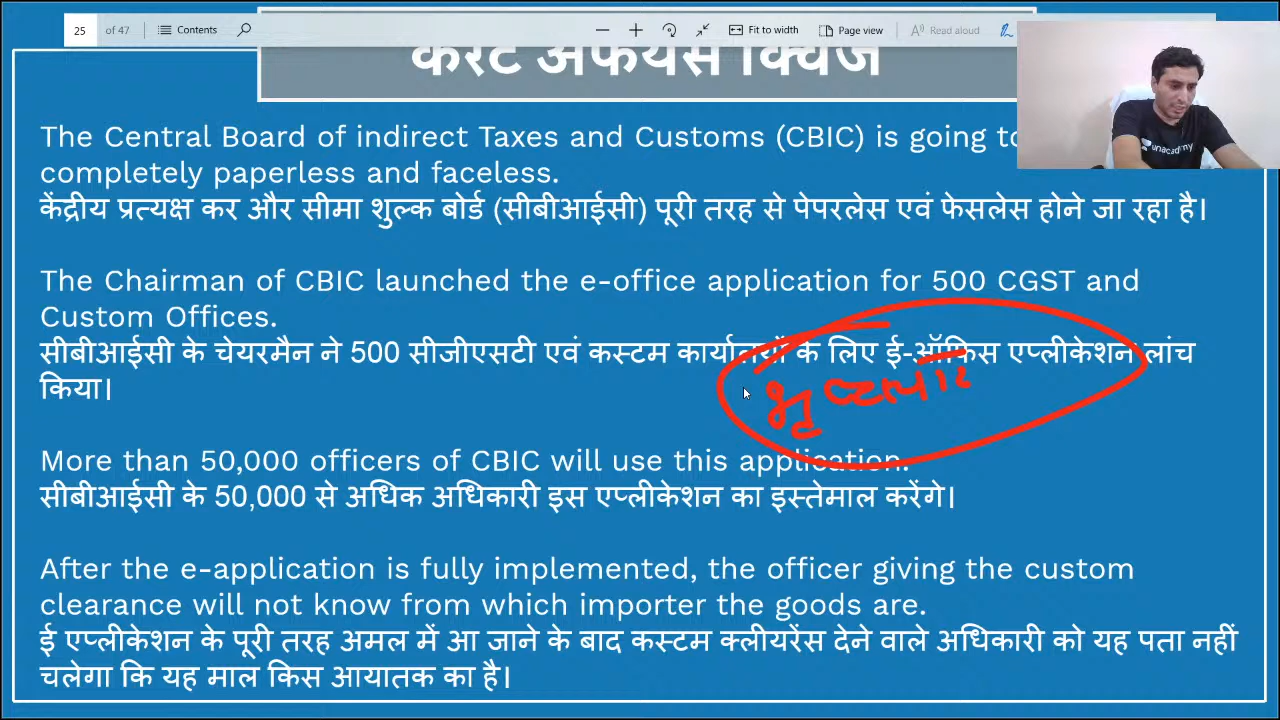 25 of 47 Contents Fit to width Page view Read aloud
करंट अफेयर्स क्विज
The Central Board of indirect Taxes and Customs (CBIC) is going to
completely paperless and faceless.
केंद्रीय प्रत्यक्ष कर और सीमा शुल्क बोर्ड (सीबीआईसी) पूरी तरह से पेपरलेस एवं फेसलेस होने जा रहा है।
unacademy
The Chairman of CBIC launched the e-office application for 500 CGST and
Custom Offices.
सीबीआईसी के चेयरमैन ने 500 सीजीएसटी एवं कस्टम कार्यालयों के लिए ई-ऑफिस एप्लीकेशन लांच
किया।
More than 50,000 officers of CBIC will use this application.
सीबीआईसी के 50,000 से अधिक अधिकारी इस एप्लीकेशन का इस्तेमाल करेंगे।
After the e-application is fully implemented, the officer giving the custom
clearance will not know from which importer the goods are.
ई एप्लीकेशन के पूरी तरह अमल में आ जाने के बाद कस्टम क्लीयरेंस देने वाले अधिकारी को यह पता नहीं
चलेगा कि यह माल किस आयातक का है।